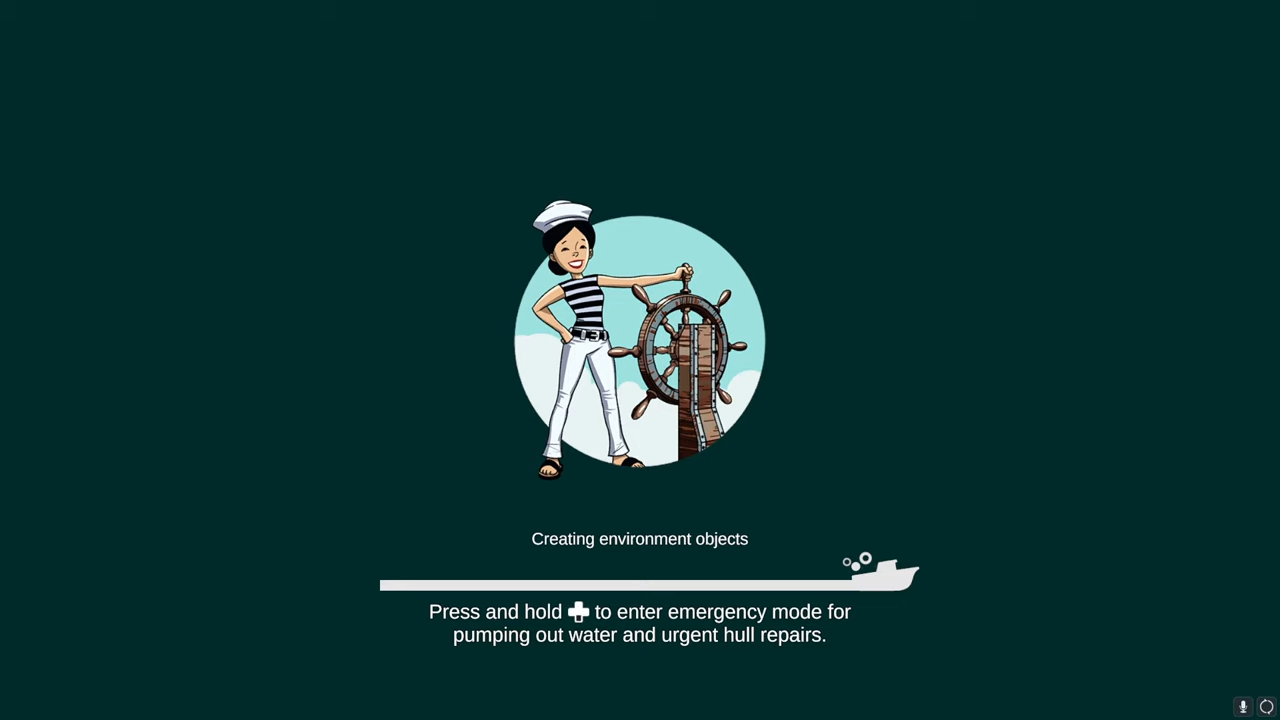 Creating environment objects
Press and hold to enter emergency mode for
pumping out water and urgent hull repairs.